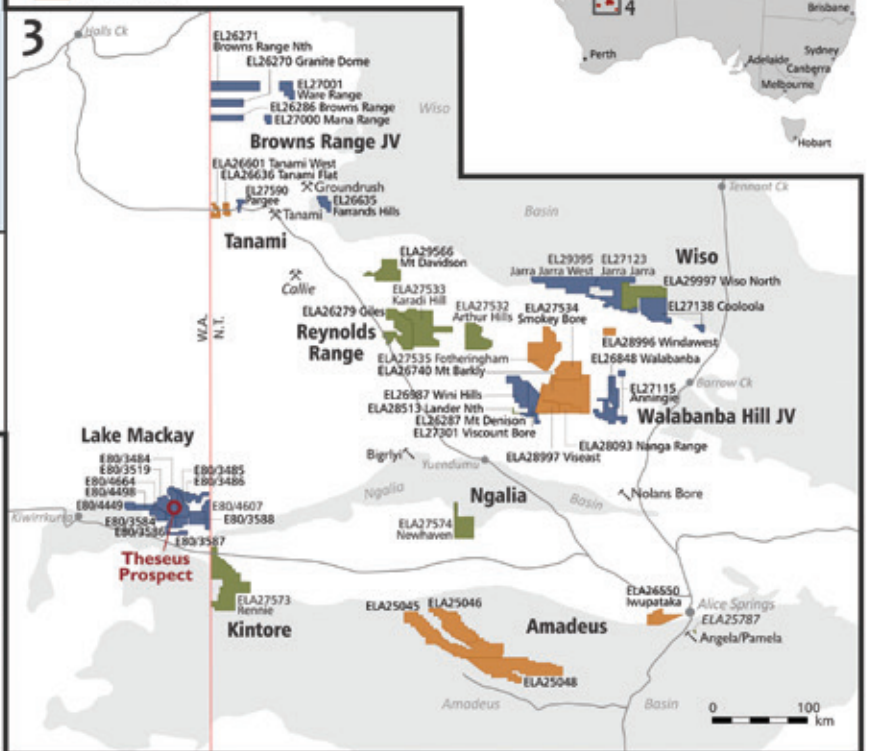 3
Halls Ck
4
Perth
Brisbane
Sydney
Adelaide
Canberra
Melbourne
Hobart
EL26271
Browns Range Nth
EL26270 Granite Dome
EL27001
Ware Range
EL26286 Browns Range
EL27000 Mana Range
Browns Range JV
Wiso
ELA26601 Tanami West
ELA26636 Tanami Flat
EL27590
Pargee
Groundrush
Tanami
EL26635
Farrands Hills
Tanami
Basin
Tennant Ck
Callie
ELA29566
Mt Davidson
ELA27533
Karadi Hill
ELA26279 Giles
ELA27532
Arthur Hills
Reynolds
Range
EL29395
Jarra Jarra West
EL27123
Jarra Jarra
Wiso
ELA29997 Wiso North
EL27138 Cooloola
ELA27534
Smokey Bore
ELA28996 Windawest
EL26848 Walabanba
ELA27535 Fotheringham
ELA26740 Mt Barkly
EL26987 Wini Hills
ELA28513 Lander Nth
EL26287 Mt Denison
EL27301 Viscount Bore
EL27115
Anningie
Barrow Ck
Walabanba Hill JV
ELA28093 Nanga Range
ELA28997 Viseast
W.A.
N.T.
Lake Mackay
E80/3484
E80/3519
E80/4664
E80/4498
E80/4449
E80/3584
E80/3586
E80/3485
E80/3486
E80/4607
E80/3588
E80/3587
Kiwirrkurra
Theseus
Prospect
Bigrlyi
Yuendumu
Ngalia
Basin
Ngalia
Nolans Bore
ELA27574
Newhaven
ELA27573
Rennie
Kintore
ELA25045
ELA25046
Amadeus
ELA25048
ELA26550
Iwupataka
Alice Springs
ELA25787
Angela/Pamela
Amadeus
Basin
0
100
km